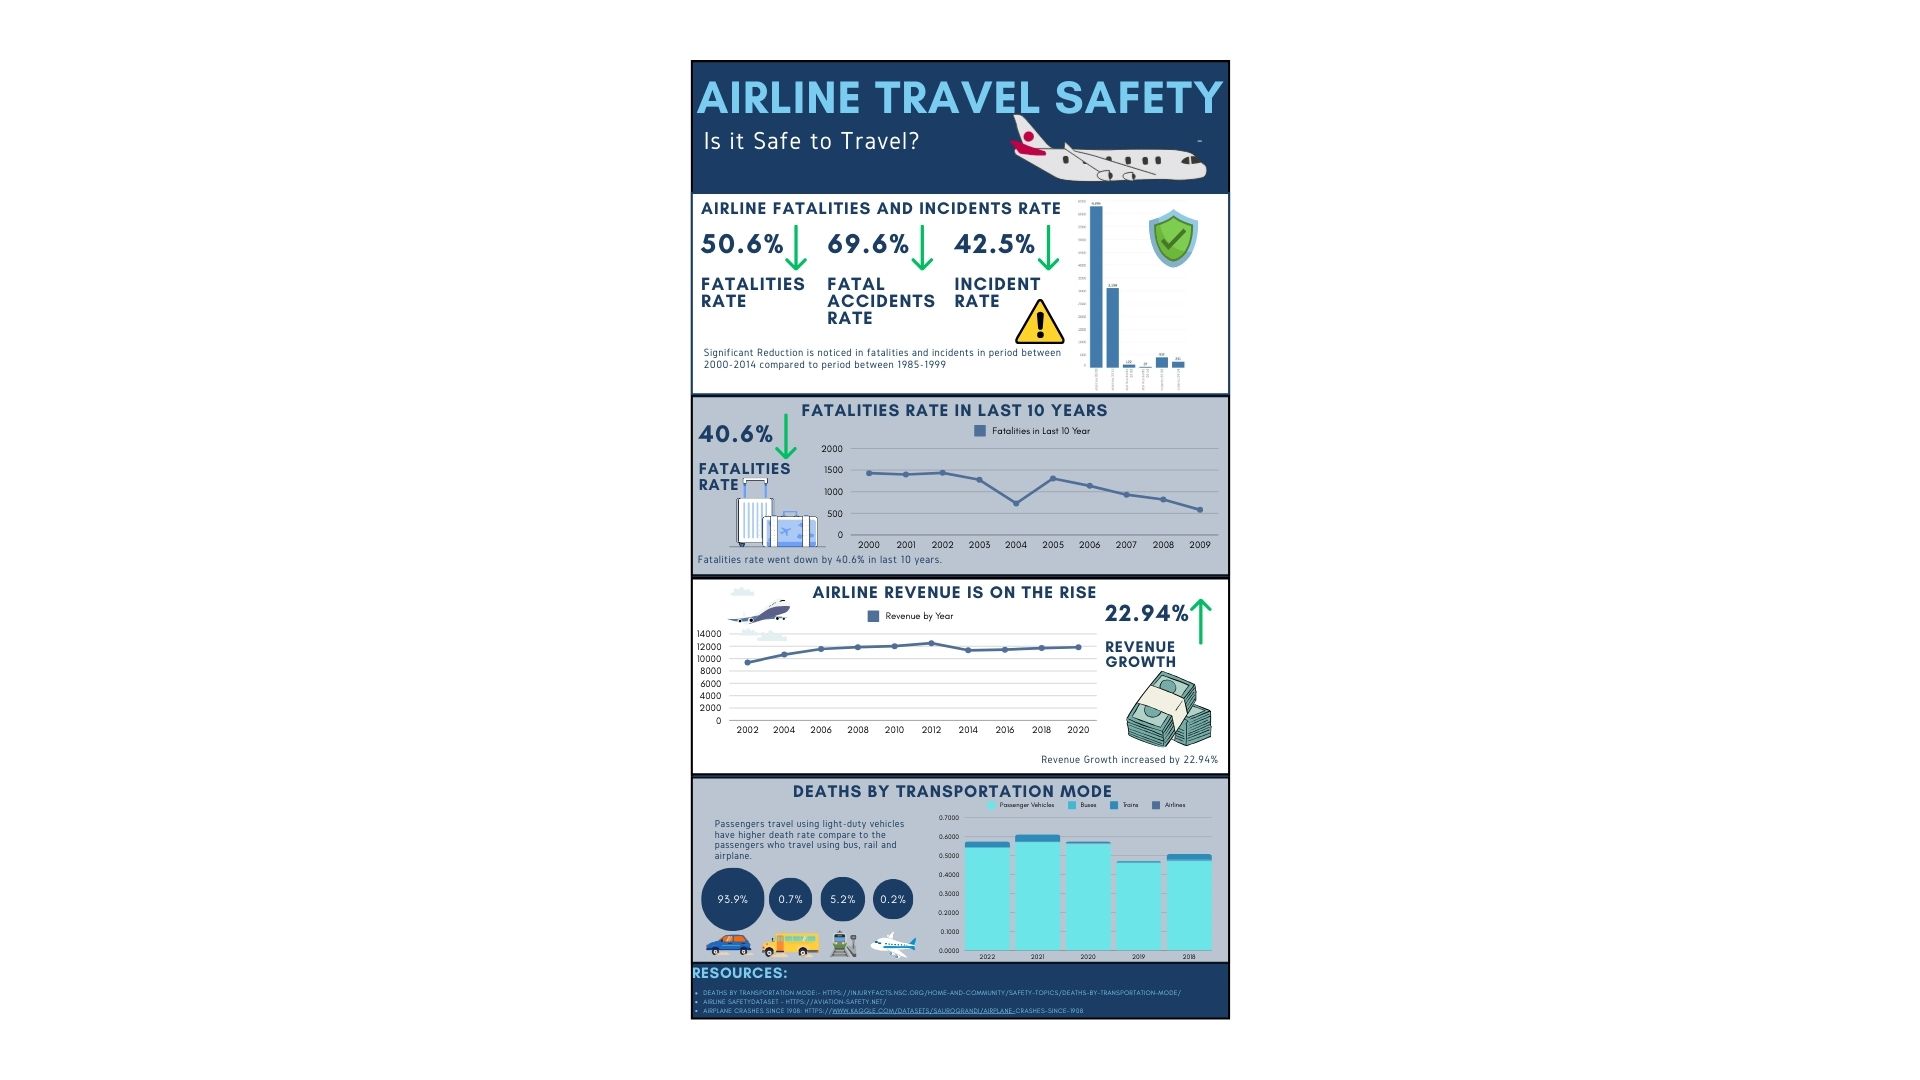 AIRLINE TRAVEL SAFETY
Is it Safe to Travel?
AIRLINE FATALITIES AND INCIDENTS RATE
50.6%
FATALITIES
RATE
69.6%
FATAL
ACCIDENTS
RATE
42.5%
INCIDENT
RATE
Significant Reduction is noticed in fatalities and incidents in period between
2000-2014 compared to period between 1985-1999
FATALITIES RATE IN LAST 10 YEARS
40.6%
FATALITIES
RATE
Fatalities in Last 10 Year
2000
1500
1000
500
0
2000 2001 2002 2003 2004 2005 2006 2007 2008 2009
Fatalities rate went down by 40.6% in last 10 years.
AIRLINE REVENUE IS ON THE RISE
Revenue by Year
14000
12000
10000
8000
6000
4000
2000
0
2002 2004 2006 2008 2010 2012 2014 2016 2018 2020
22.94%
REVENUE
GROWTH
Revenue Growth increased by 22.94%
DEATHS BY TRANSPORTATION MODE
Passenger Vehicles Buses Trains Airlines
Passengers travel using light-duty vehicles
have higher death rate compare to the
passengers who travel using bus, rail and
airplane.
93.9% 0.7% 5.2% 0.2%
0.7000
0.6000
0.5000
0.4000
0.3000
0.2000
0.1000
0.0000
2022 2021 2020 2019 2018
RESOURCES:
DEATHS BY TRANSPORTATION MODE:- HTTPS://INJURYFACTS.NSC.ORG/HOME-AND-COMMUNITY/SAFETY-TOPICS/DEATHS-BY-TRANSPORTATION-MODE/
AIRLINE SAFETYDATASET - HTTPS://AVIATION-SAFETY.NET/
AIRPLANE CRASHES SINCE 1908: HTTPS://WWW.KAGGLE.COM/DATASETS/SAUROGRANDI/AIRPLANE-CRASHES-SINCE-1908